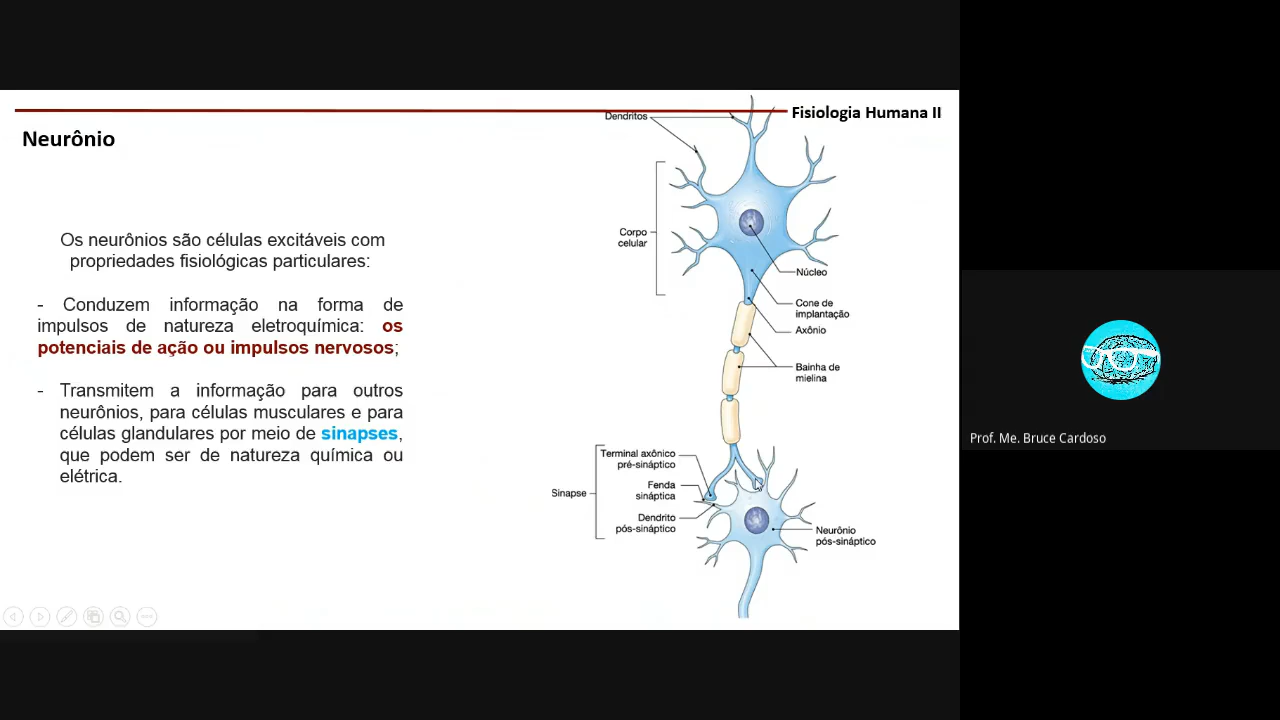 Fisiologia Humana II
Neurônio
Os neurônios são células excitáveis com
propriedades fisiológicas particulares:
- Conduzem informação na forma de
impulsos de natureza eletroquímica: os
potenciais de ação ou impulsos nervosos;
- Transmitem a informação para outros
neurônios, para células musculares e para
células glandulares por meio de sinapses,
que podem ser de natureza química ou
elétrica.
Dendritos
Corpo
celular
Núcleo
Cone de
implantação
Axônio
Bainha de
mielina
Sinapse
Terminal axônico
pré-sináptico
Fenda
sináptica
Dendrito
pós-sináptico
Neurônio
pós-sináptico
Prof. Me. Bruce Cardoso